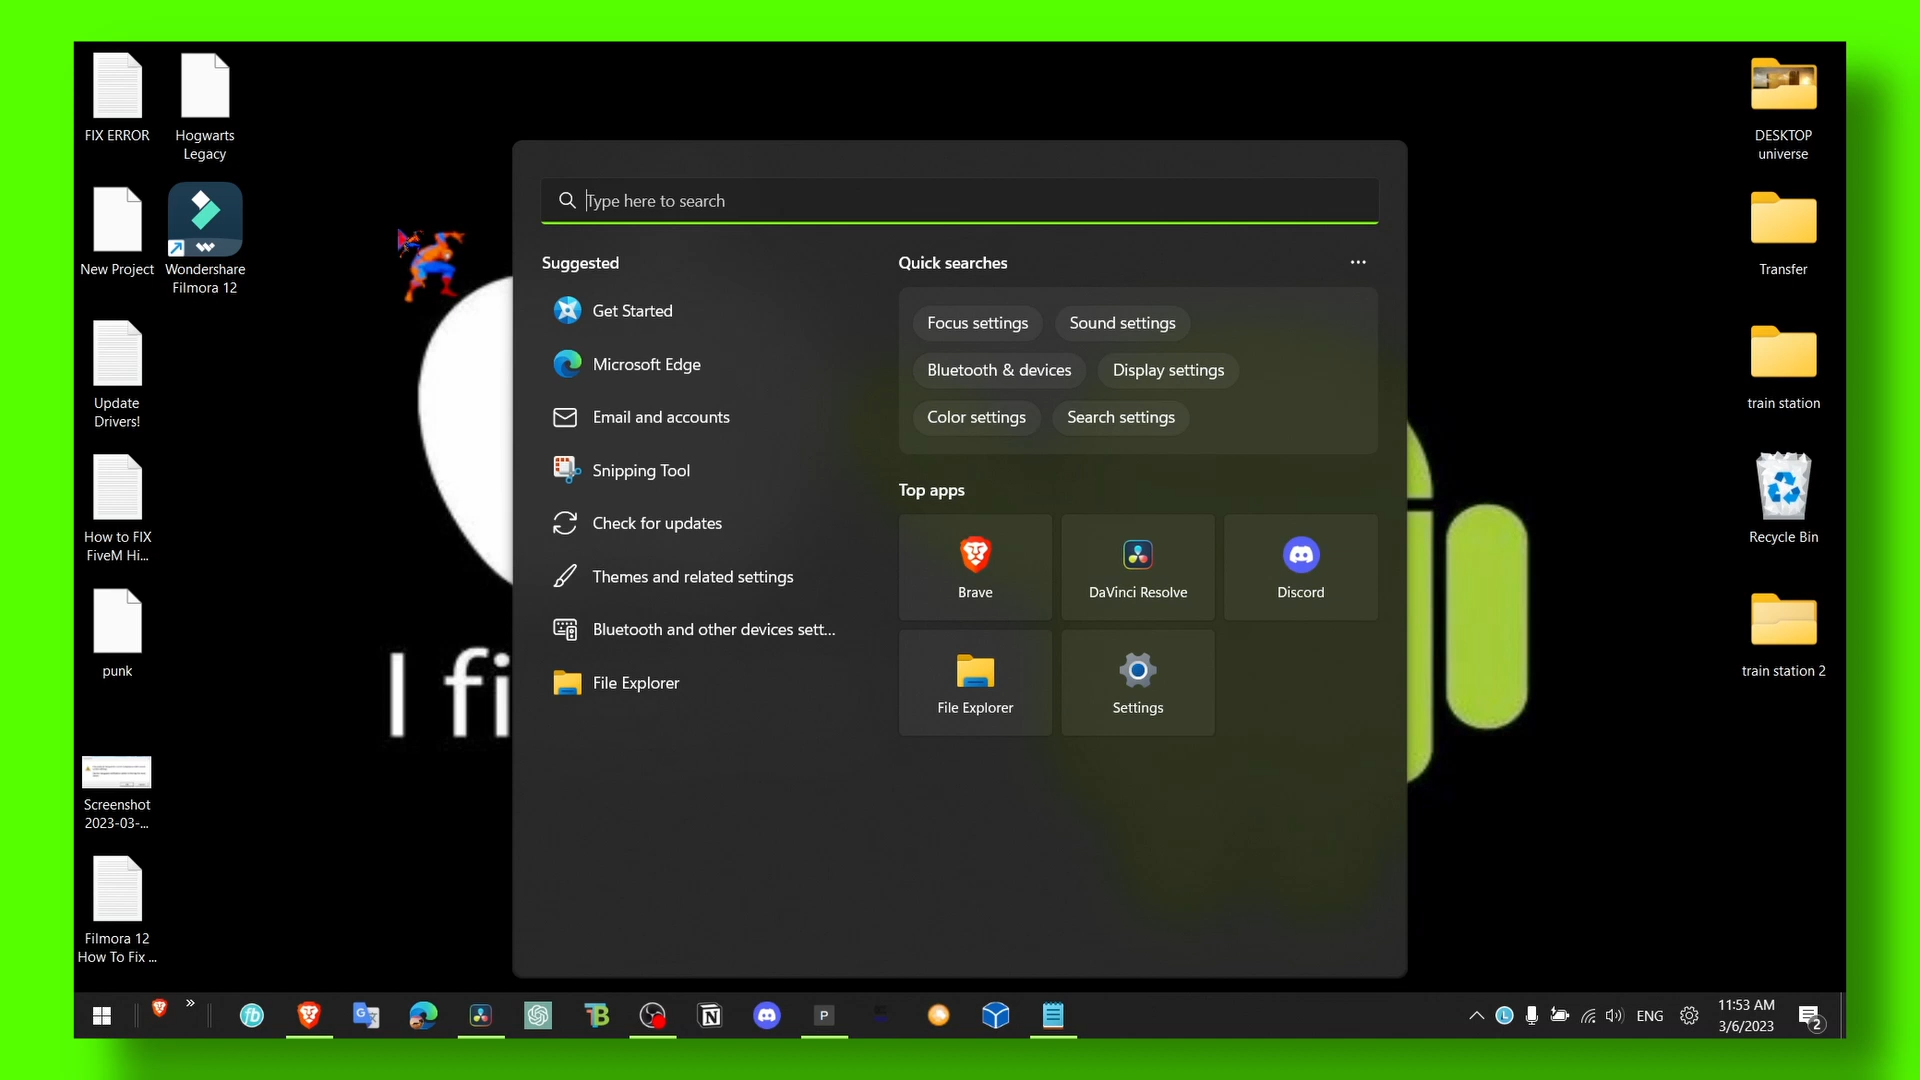 FIX ERROR
Hogwarts
Legacy
New Project
Wondershare
Filmora 12
Update
Drivers!
How to FIX
FiveM Hi...
punk
Screenshot
2023-03-...
Filmora 12
How To Fix ...
I fi
Type here to search
Suggested
Get Started
Microsoft Edge
Email and accounts
Snipping Tool
Check for updates
Themes and related settings
Bluetooth and other devices sett...
File Explorer
Quick searches
Focus settings
Sound settings
Bluetooth & devices
Display settings
Color settings
Search settings
Top apps
Brave
DaVinci Resolve
Discord
File Explorer
Settings
DESKTOP
universe
Transfer
train station
Recycle Bin
train station 2
ENG
11:53 AM
3/6/2023
2